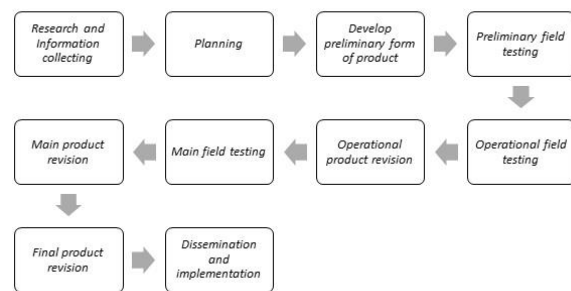 Research and
Information
collecting
Planning
Develop
preliminary form
of product
Preliminary field
testing
Operational field
testing
Operational
product revision
Main field testing
Main product
revision
Final product
revision
Dissemination
and
implementation